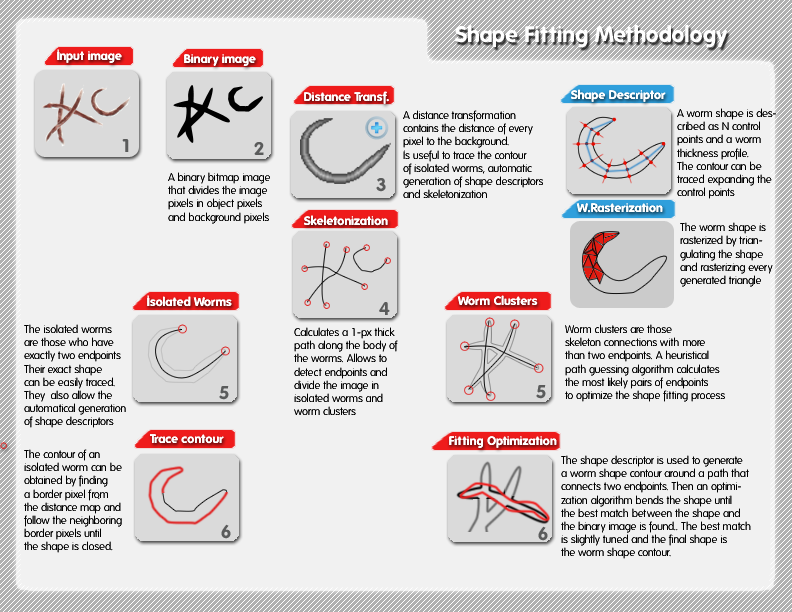 Shape Fitting Methodology
Input image
1
Binary image
2
A binary bitmap image
that divides the image
pixels in object pixels
and background pixels
Distance Transf.
3
A distance transformation
contains the distance of every
pixel to the background.
Is useful to trace the contour
of isolated worms, automatic
generation of shape descriptors
and skeletonization
Shape Descriptor
A worm shape is des-
cribed as N control
points and a worm
thickness profile.
The contour can be
traced expanding the
control points
W.Rasterization
The worm shape is
rasterized by trian-
gulating the shape
and rasterizing every
generated triangle
Skeletonization
4
Calculates a 1-px thick
path along the body of
the worms. Allows to
detect endpoints and
divide the image in
isolated worms and
worm clusters
Isolated Worms
5
The isolated worms
are those who have
exactly two endpoints
Their exact shape
can be easily traced.
They also allow the
automatical generation
of shape descriptors
Worm Clusters
5
Worm clusters are those
skeleton connections with more
than two endpoints. A heuristical
path guessing algorithm calculates
the most likely pairs of endpoints
to optimize the shape fitting process
Trace contour
6
The contour of an
isolated worm can be
obtained by finding
a border pixel from
the distance map and
follow the neighboring
border pixels until
the shape is closed.
Fitting Optimization
6
The shape descriptor is used to generate
a worm shape contour around a path that
connects two endpoints. Then an optimi-
zation algorithm bends the shape until
the best match between the shape and
the binary image is found.. The best match
is slightly tuned and the final shape is
the worm shape contour.